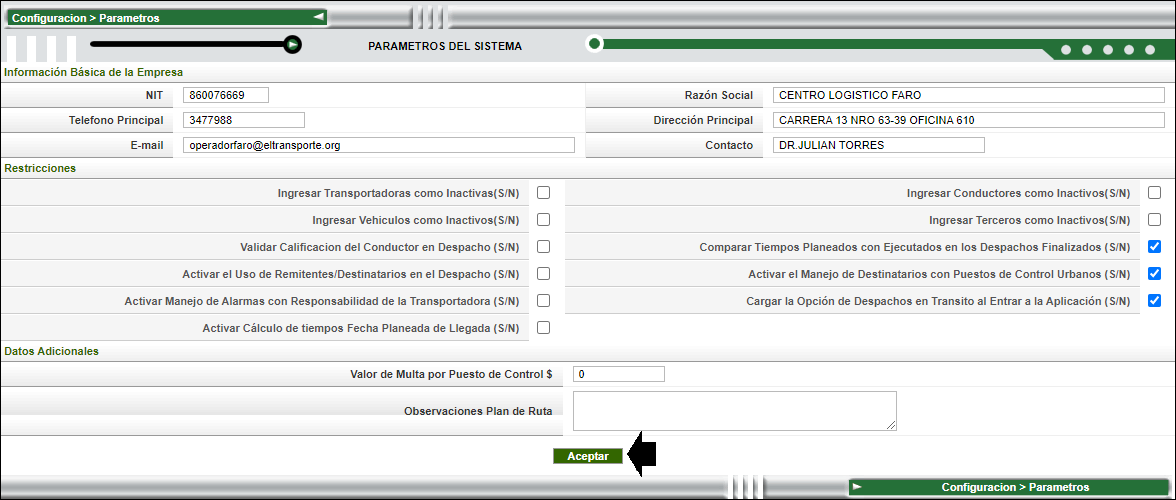 Configuracion > Parametros
PARAMETROS DEL SISTEMA
Información Básica de la Empresa
NIT 860076669 Razón Social CENTRO LOGISTICO FARO
Telefono Principal 3477988 Dirección Principal CARRERA 13 NRO 63-39 OFICINA 610
E-mail operadorfaro@eltransporte.org Contacto DR.JULIAN TORRES
Restricciones
Ingresar Transportadoras como Inactivas(S/N) Ingresar Conductores como Inactivos(S/N)
Ingresar Vehiculos como Inactivos(S/N) Ingresar Terceros como Inactivos(S/N)
Validar Calificacion del Conductor en Despacho (S/N) Comparar Tiempos Planeados con Ejecutados en los Despachos Finalizados (S/N)
Activar el Uso de Remitentes/Destinatarios en el Despacho (S/N) Activar el Manejo de Destinatarios con Puestos de Control Urbanos (S/N)
Activar Manejo de Alarmas con Responsabilidad de la Transportadora (S/N) Cargar la Opción de Despachos en Transito al Entrar a la Aplicación (S/N)
Activar Cálculo de tiempos Fecha Planeada de Llegada (S/N)
Datos Adicionales
Valor de Multa por Puesto de Control $ 0
Observaciones Plan de Ruta
Aceptar
Configuracion > Parametros